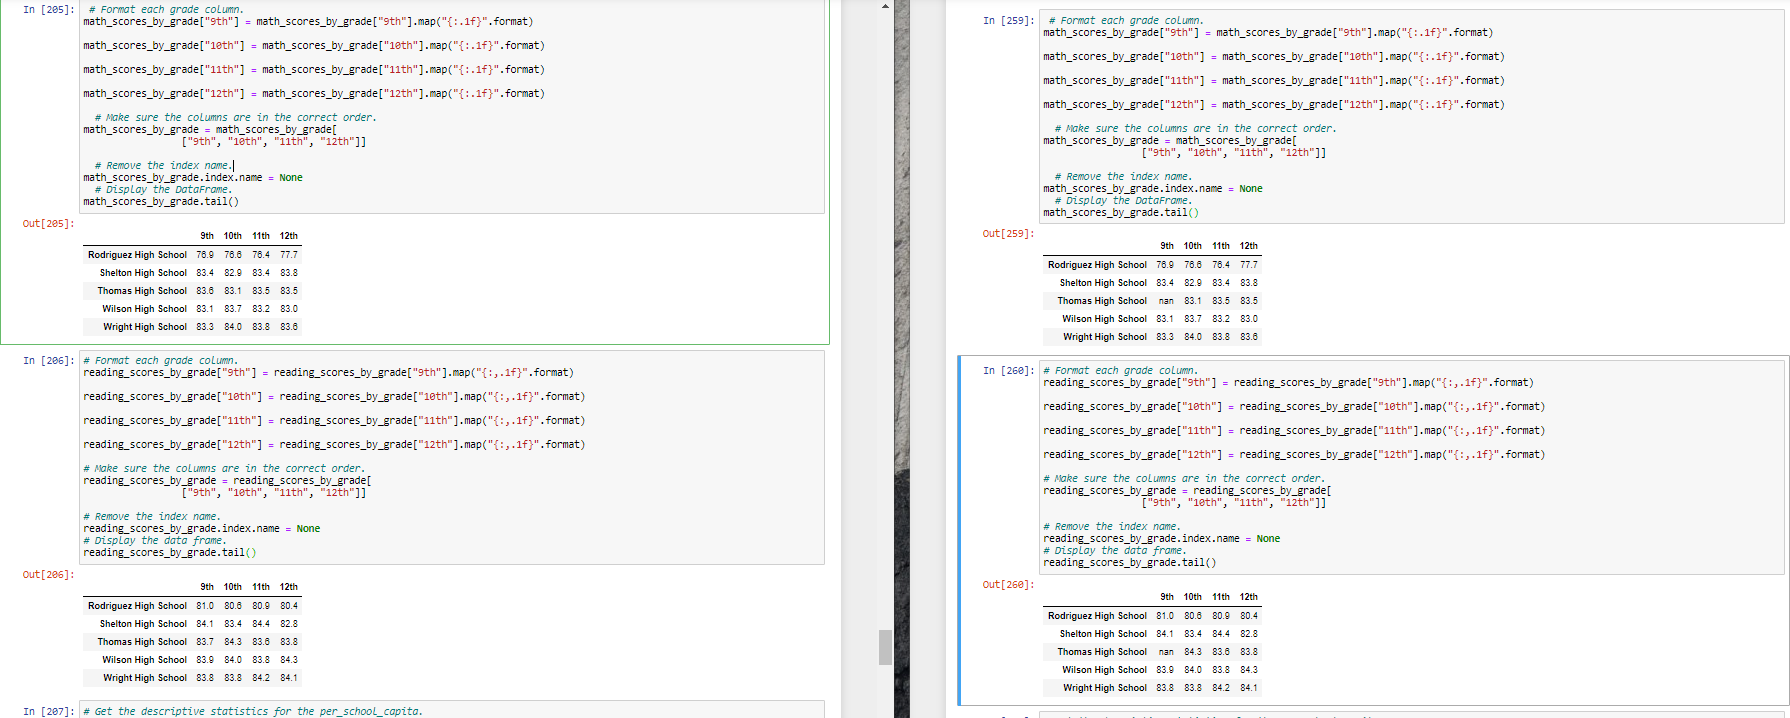 In [205]: # Format each grade column.
math_scores_by_grade["9th"] = math_scores_by_grade["9th"].map("{:.1f}".format)
math_scores_by_grade["10th"] = math_scores_by_grade["10th"].map("{:.1f}".format)
math_scores_by_grade["11th"] = math_scores_by_grade["11th"].map("{:.1f}".format)
math_scores_by_grade["12th"] = math_scores_by_grade["12th"].map("{:.1f}".format)
# Make sure the columns are in the correct order.
math_scores_by_grade = math_scores_by_grade[
["9th", "10th", "11th", "12th"]]
# Remove the index name.
math_scores_by_grade.index.name = None
# Display the DataFrame.
math_scores_by_grade.tail()
Out[205]:
9th 10th 11th 12th
Rodriguez High School 76.9 76.6 76.4 77.7
Shelton High School 83.4 82.9 83.4 83.8
Thomas High School 83.6 83.1 83.5 83.5
Wilson High School 83.1 83.7 83.2 83.0
Wright High School 83.3 84.0 83.8 83.6
In [206]: # Format each grade column.
reading_scores_by_grade["9th"] = reading_scores_by_grade["9th"].map("{:,.1f}".format)
reading_scores_by_grade["10th"] = reading_scores_by_grade["10th"].map("{:,.1f}".format)
reading_scores_by_grade["11th"] = reading_scores_by_grade["11th"].map("{:,.1f}".format)
reading_scores_by_grade["12th"] = reading_scores_by_grade["12th"].map("{:,.1f}".format)
# Make sure the columns are in the correct order.
reading_scores_by_grade = reading_scores_by_grade[
["9th", "10th", "11th", "12th"]]
# Remove the index name.
reading_scores_by_grade.index.name = None
# Display the data frame.
reading_scores_by_grade.tail()
Out[206]:
9th 10th 11th 12th
Rodriguez High School 81.0 80.6 80.9 80.4
Shelton High School 84.1 83.4 84.4 82.8
Thomas High School 83.7 84.3 83.6 83.8
Wilson High School 83.9 84.0 83.8 84.3
Wright High School 83.8 83.8 84.2 84.1
In [207]: # Get the descriptive statistics for the per_school_capita.
In [259]: # Format each grade column.
math_scores_by_grade["9th"] = math_scores_by_grade["9th"].map("{:.1f}".format)
math_scores_by_grade["10th"] = math_scores_by_grade["10th"].map("{:.1f}".format)
math_scores_by_grade["11th"] = math_scores_by_grade["11th"].map("{:.1f}".format)
math_scores_by_grade["12th"] = math_scores_by_grade["12th"].map("{:.1f}".format)
# Make sure the columns are in the correct order.
math_scores_by_grade = math_scores_by_grade[
["9th", "10th", "11th", "12th"]]
# Remove the index name.
math_scores_by_grade.index.name = None
# Display the DataFrame.
math_scores_by_grade.tail()
Out[259]:
9th 10th 11th 12th
Rodriguez High School 76.9 76.6 76.4 77.7
Shelton High School 83.4 82.9 83.4 83.8
Thomas High School nan 83.1 83.5 83.5
Wilson High School 83.1 83.7 83.2 83.0
Wright High School 83.3 84.0 83.8 83.6
In [260]: # Format each grade column.
reading_scores_by_grade["9th"] = reading_scores_by_grade["9th"].map("{:,.1f}".format)
reading_scores_by_grade["10th"] = reading_scores_by_grade["10th"].map("{:,.1f}".format)
reading_scores_by_grade["11th"] = reading_scores_by_grade["11th"].map("{:,.1f}".format)
reading_scores_by_grade["12th"] = reading_scores_by_grade["12th"].map("{:,.1f}".format)
# Make sure the columns are in the correct order.
reading_scores_by_grade = reading_scores_by_grade[
["9th", "10th", "11th", "12th"]]
# Remove the index name.
reading_scores_by_grade.index.name = None
# Display the data frame.
reading_scores_by_grade.tail()
Out[260]:
9th 10th 11th 12th
Rodriguez High School 81.0 80.6 80.9 80.4
Shelton High School 84.1 83.4 84.4 82.8
Thomas High School nan 84.3 83.6 83.8
Wilson High School 83.9 84.0 83.8 84.3
Wright High School 83.8 83.8 84.2 84.1